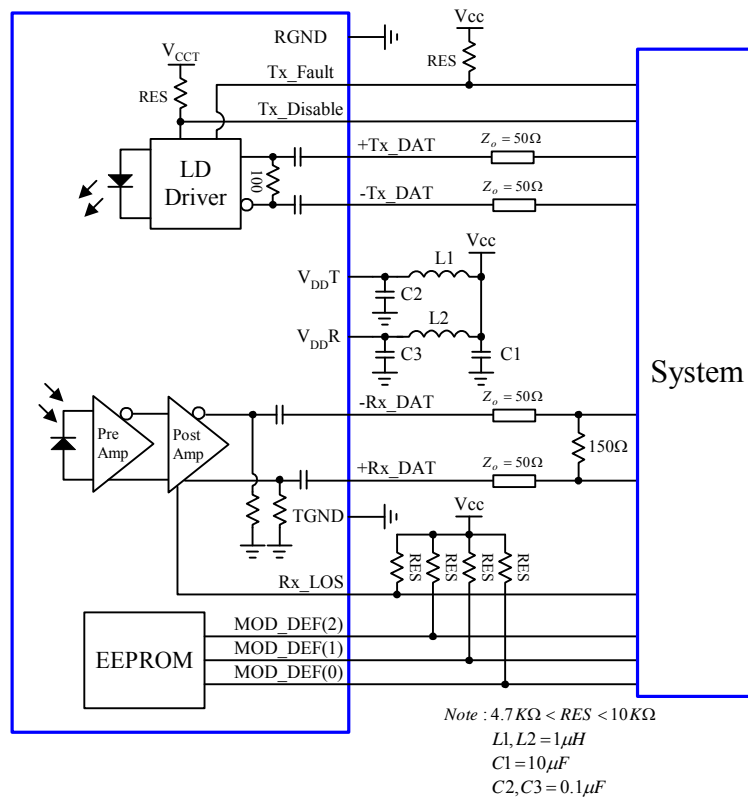 RGND
Vcc
V_CCT
RES
RES
Tx_Fault
Tx_Disable
LD
Driver
100
+Tx_DAT
Z_o = 50Ω
-Tx_DAT
Z_o = 50Ω
Vcc
V_DDT
L1
C2
V_DDR
L2
C3
C1
System
Pre
Amp
Post
Amp
-Rx_DAT
Z_o = 50Ω
150Ω
+Rx_DAT
Z_o = 50Ω
TGND
Vcc
RES
RES
RES
RES
Rx_LOS
EEPROM
MOD_DEF(2)
MOD_DEF(1)
MOD_DEF(0)
Note : 4.7KΩ < RES < 10KΩ
L1, L2 = 1μH
C1 = 10μF
C2, C3 = 0.1μF